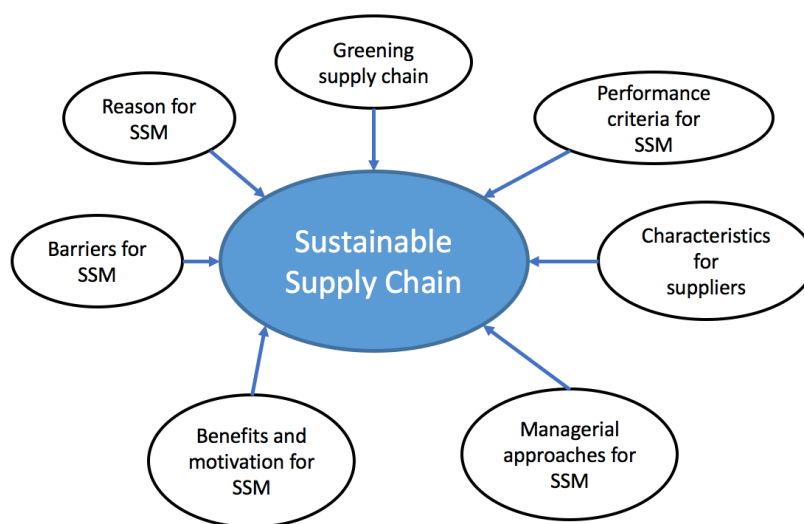 Greening
supply chain
Reason for
SSM
Performance
criteria for
SSM
Barriers for
SSM
Sustainable
Supply Chain
Characteristics
for
suppliers
Benefits and
motivation for
SSM
Managerial
approaches for
SSM